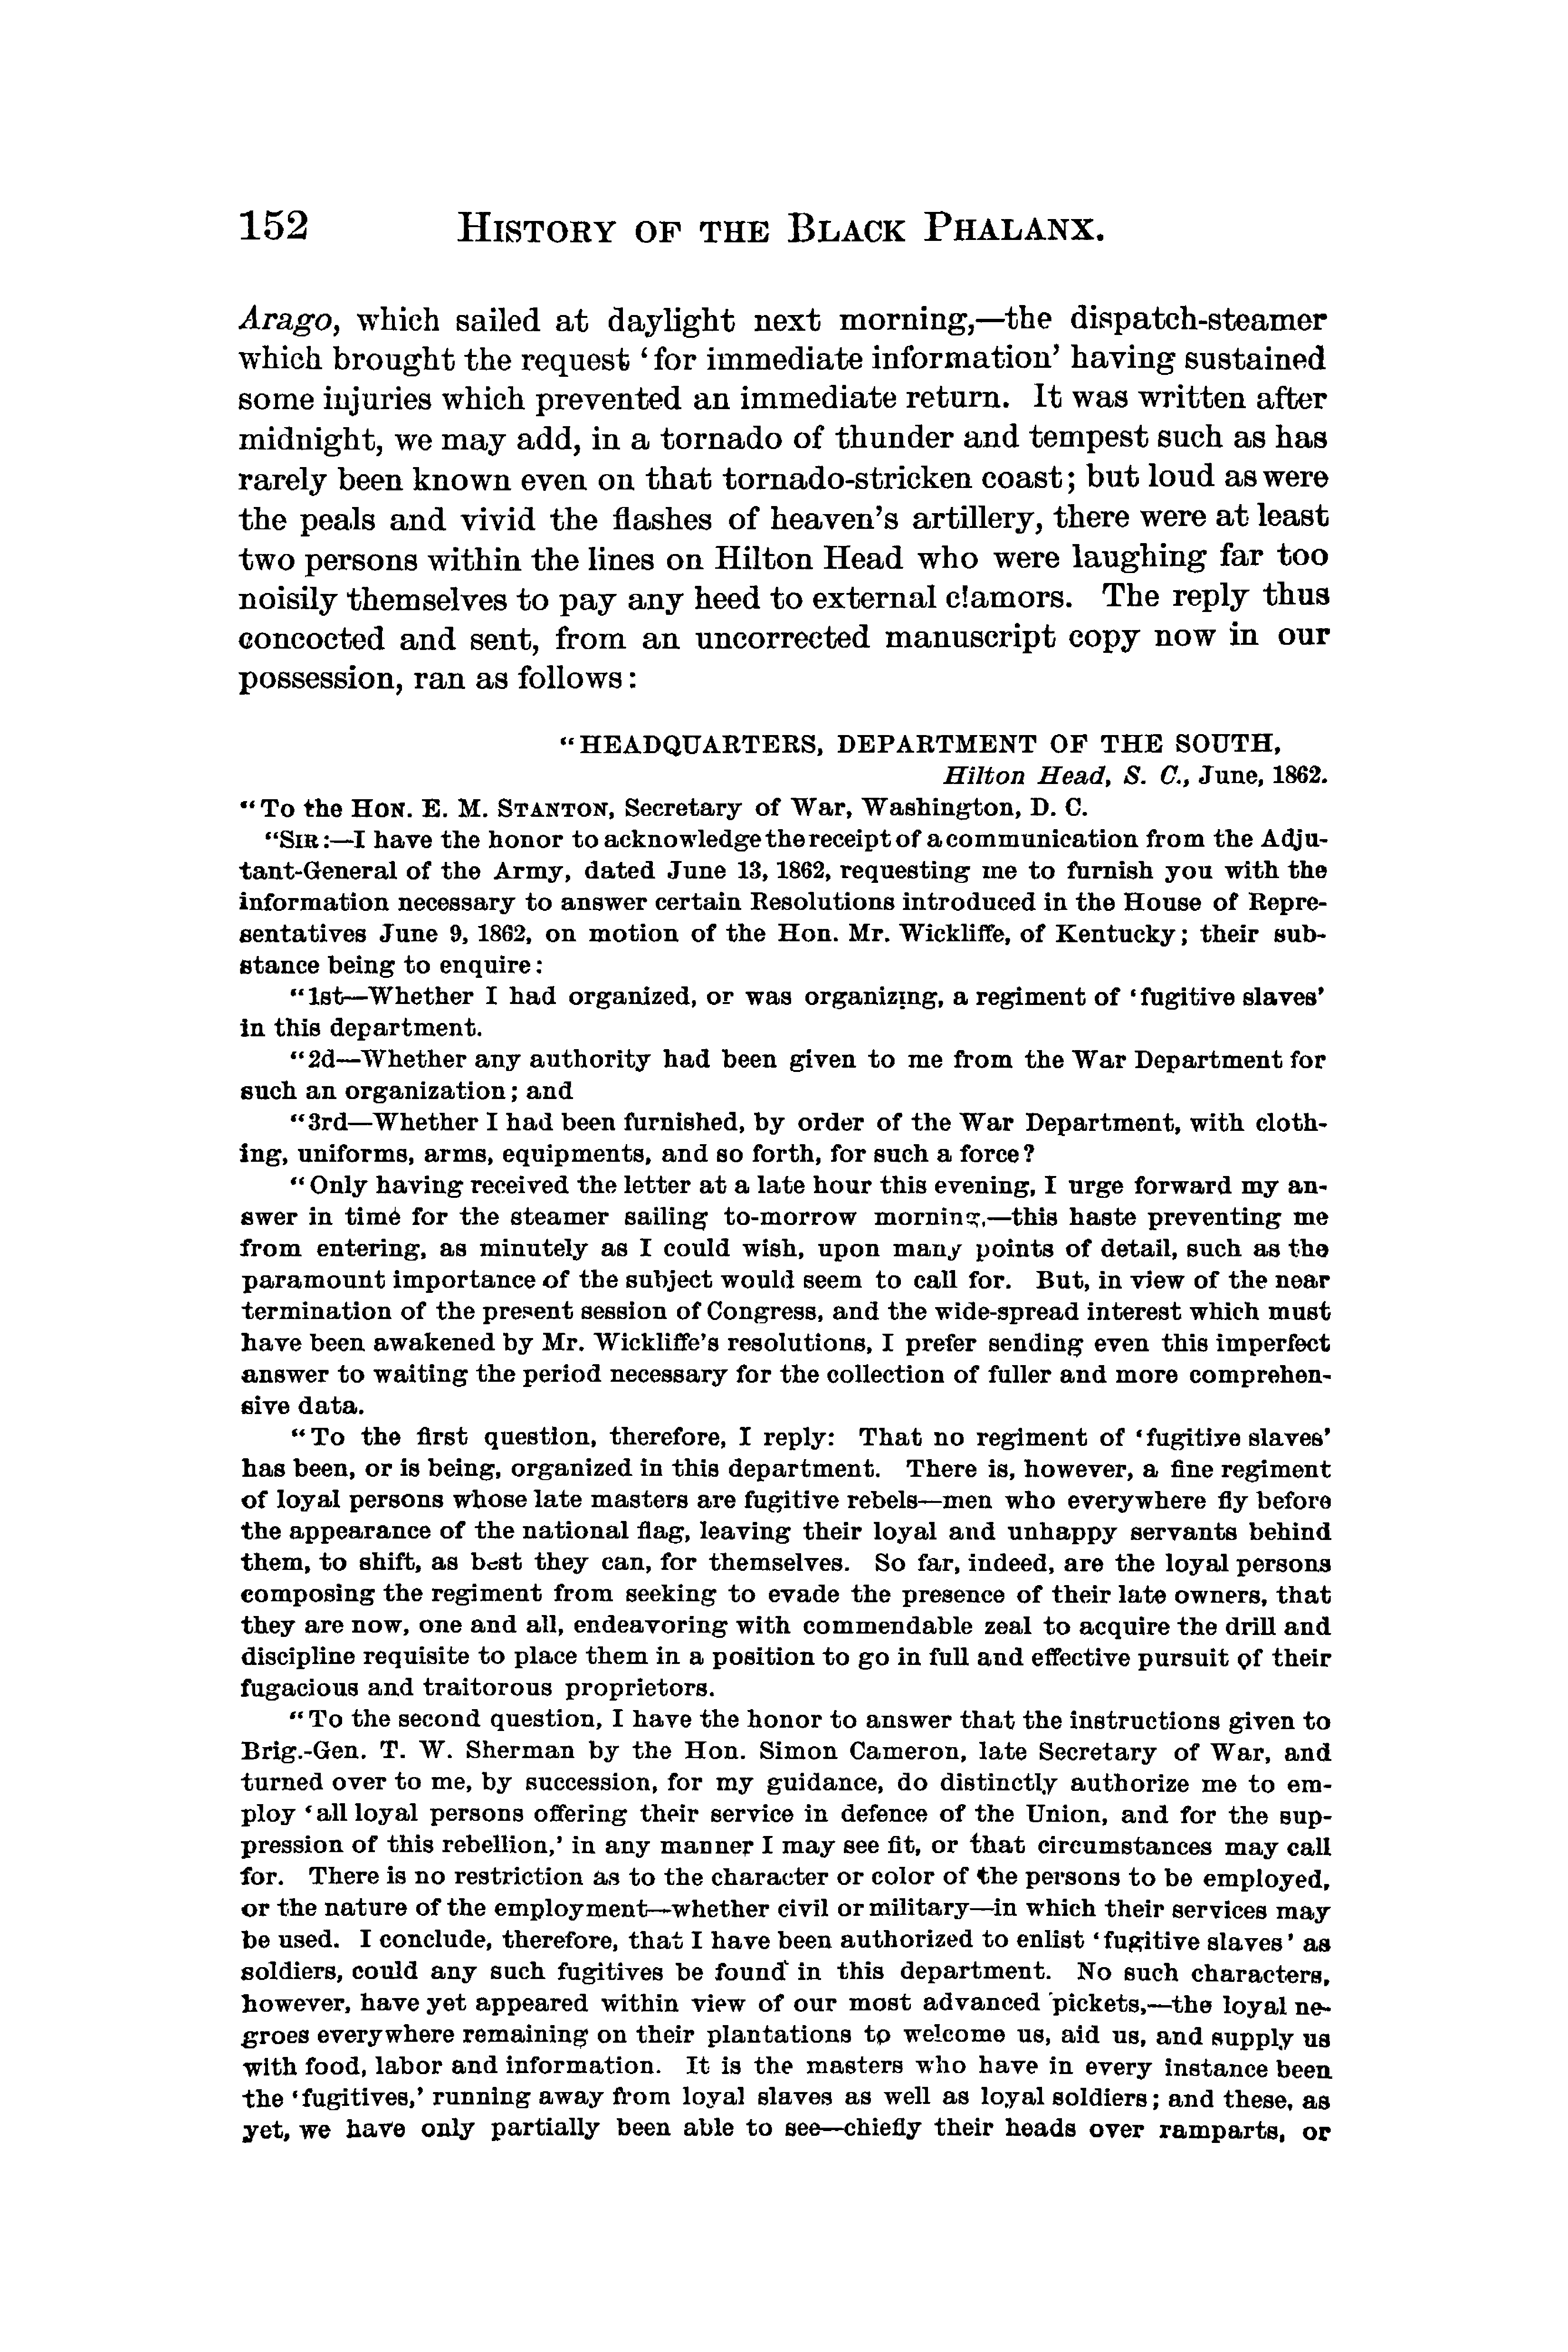 152 HISTORY OF THE BLACK PHALANX.
Arago, which sailed at daylight next morning,—the dispatch-steamer
which brought the request ‘for immediate information’ having sustained
some injuries which prevented an immediate return. It was written after
midnight, we may add, in a tornado of thunder and tempest such as has
rarely been known even on that tornado-stricken coast; but loud as were
the peals and vivid the flashes of heaven’s artillery, there were at least
two persons within the lines on Hilton Head who were laughing far too
noisily themselves to pay any heed to external clamors. The reply thus
concocted and sent, from an uncorrected manuscript copy now in our
possession, ran as follows:
“HEADQUARTERS, DEPARTMENT OF THE SOUTH,
Hilton Head, S. C., June, 1862.
“To the HON. E. M. STANTON, Secretary of War, Washington, D. C.
“SIR:—I have the honor to acknowledge the receipt of a communication from the Adju-
tant-General of the Army, dated June 13, 1862, requesting me to furnish you with the
information necessary to answer certain Resolutions introduced in the House of Repre-
sentatives June 9, 1862, on motion of the Hon. Mr. Wickliffe, of Kentucky; their sub-
stance being to enquire:
“1st—Whether I had organized, or was organizing, a regiment of ‘fugitive slaves’
in this department.
“2d—Whether any authority had been given to me from the War Department for
such an organization; and
“3rd—Whether I had been furnished, by order of the War Department, with cloth-
ing, uniforms, arms, equipments, and so forth, for such a force?
“Only having received the letter at a late hour this evening, I urge forward my an-
swer in time for the steamer sailing to-morrow morning,—this haste preventing me
from entering, as minutely as I could wish, upon many points of detail, such as the
paramount importance of the subject would seem to call for. But, in view of the near
termination of the present session of Congress, and the wide-spread interest which must
have been awakened by Mr. Wickliffe’s resolutions, I prefer sending even this imperfect
answer to waiting the period necessary for the collection of fuller and more comprehen-
sive data.
“To the first question, therefore, I reply: That no regiment of ‘fugitive slaves’
has been, or is being, organized in this department. There is, however, a fine regiment
of loyal persons whose late masters are fugitive rebels—men who everywhere fly before
the appearance of the national flag, leaving their loyal and unhappy servants behind
them, to shift, as best they can, for themselves. So far, indeed, are the loyal persons
composing the regiment from seeking to evade the presence of their late owners, that
they are now, one and all, endeavoring with commendable zeal to acquire the drill and
discipline requisite to place them in a position to go in full and effective pursuit of their
fugacious and traitorous proprietors.
“To the second question, I have the honor to answer that the instructions given to
Brig.-Gen. T. W. Sherman by the Hon. Simon Cameron, late Secretary of War, and
turned over to me, by succession, for my guidance, do distinctly authorize me to em-
ploy ‘all loyal persons offering their service in defence of the Union, and for the sup-
pression of this rebellion,’ in any manner I may see fit, or that circumstances may call
for. There is no restriction as to the character or color of the persons to be employed,
or the nature of the employment—whether civil or military—in which their services may
be used. I conclude, therefore, that I have been authorized to enlist ‘fugitive slaves’ as
soldiers, could any such fugitives be found in this department. No such characters,
however, have yet appeared within view of our most advanced pickets,—the loyal ne-
groes everywhere remaining on their plantations to welcome us, aid us, and supply us
with food, labor and information. It is the masters who have in every instance been
the ‘fugitives,’ running away from loyal slaves as well as loyal soldiers; and these, as
yet, we have only partially been able to see—chiefly their heads over ramparts, or